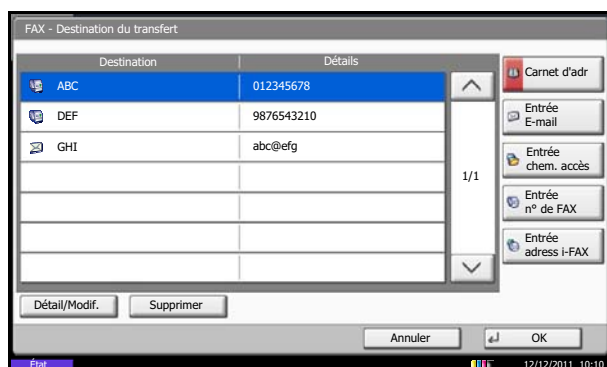 FAX - Destination du transfert
Destination Détails
ABC 012345678
DEF 9876543210
GHI abc@efg
1/1
Carnet d'adr
Entrée
E-mail
Entrée
chem. accès
Entrée
n° de FAX
Entrée
adress i-FAX
Détail/Modif. Supprimer
Annuler OK
État 12/12/2011 10:10